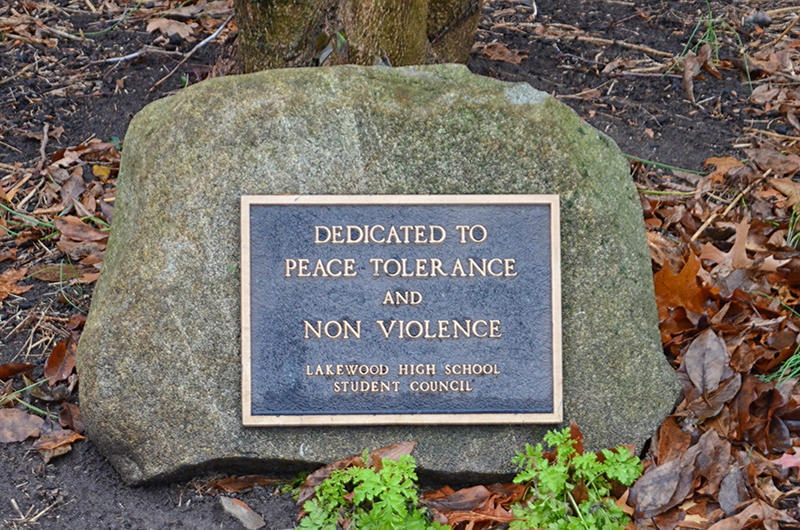 DEDICATED TO
PEACE TOLERANCE
AND
NON VIOLENCE
LAKEWOOD HIGH SCHOOL
STUDENT COUNCIL